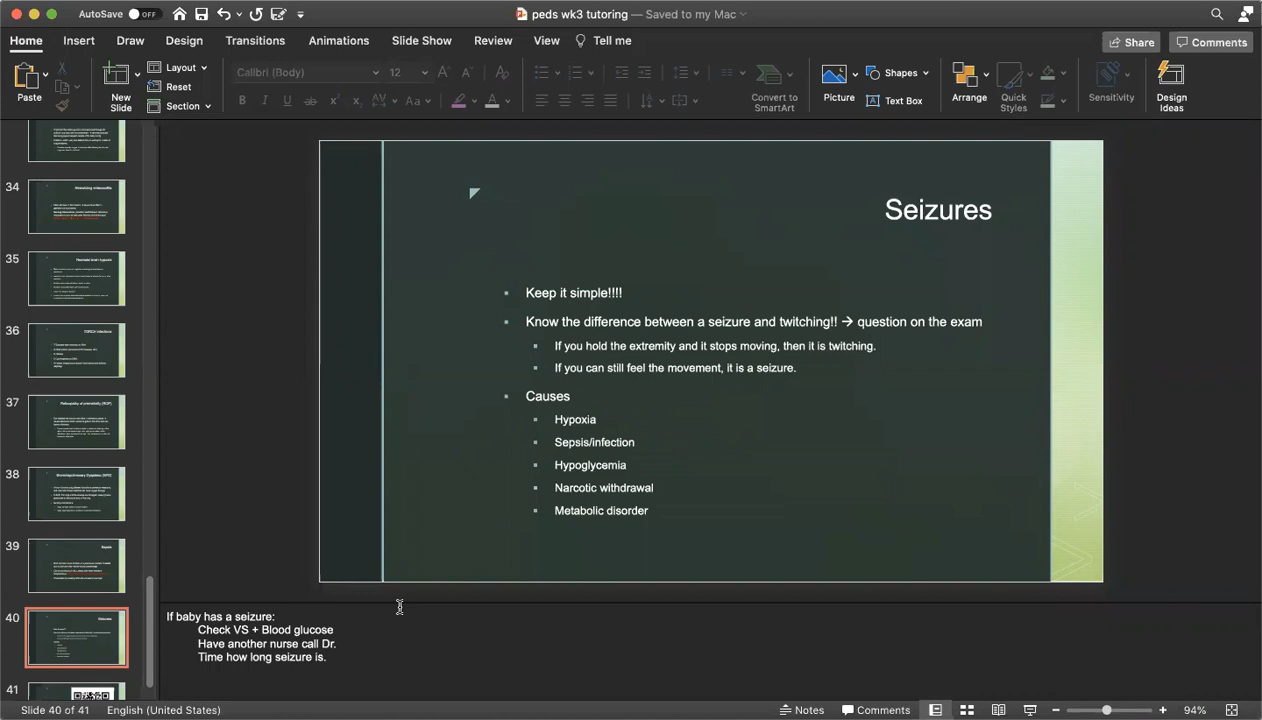 AutoSave OFF
peds wk3 tutoring — Saved to my Mac
Home Insert Draw Design Transitions Animations Slide Show Review View Tell me Share Comments
Paste New Slide Layout Reset Section Calibri (Body) 12 Convert to SmartArt Picture Shapes Text Box Arrange Quick Styles Sensitivity Design Ideas
34
35
36
37
38
39
40
41
Seizures
Keep it simple!!!!
Know the difference between a seizure and twitching!! → question on the exam
If you hold the extremity and it stops moving, then it is twitching.
If you can still feel the movement, it is a seizure.
Causes
Hypoxia
Sepsis/infection
Hypoglycemia
Narcotic withdrawal
Metabolic disorder
If baby has a seizure:
Check VS + Blood glucose
Have another nurse call Dr.
Time how long seizure is.
Slide 40 of 41 English (United States) Notes Comments 94%